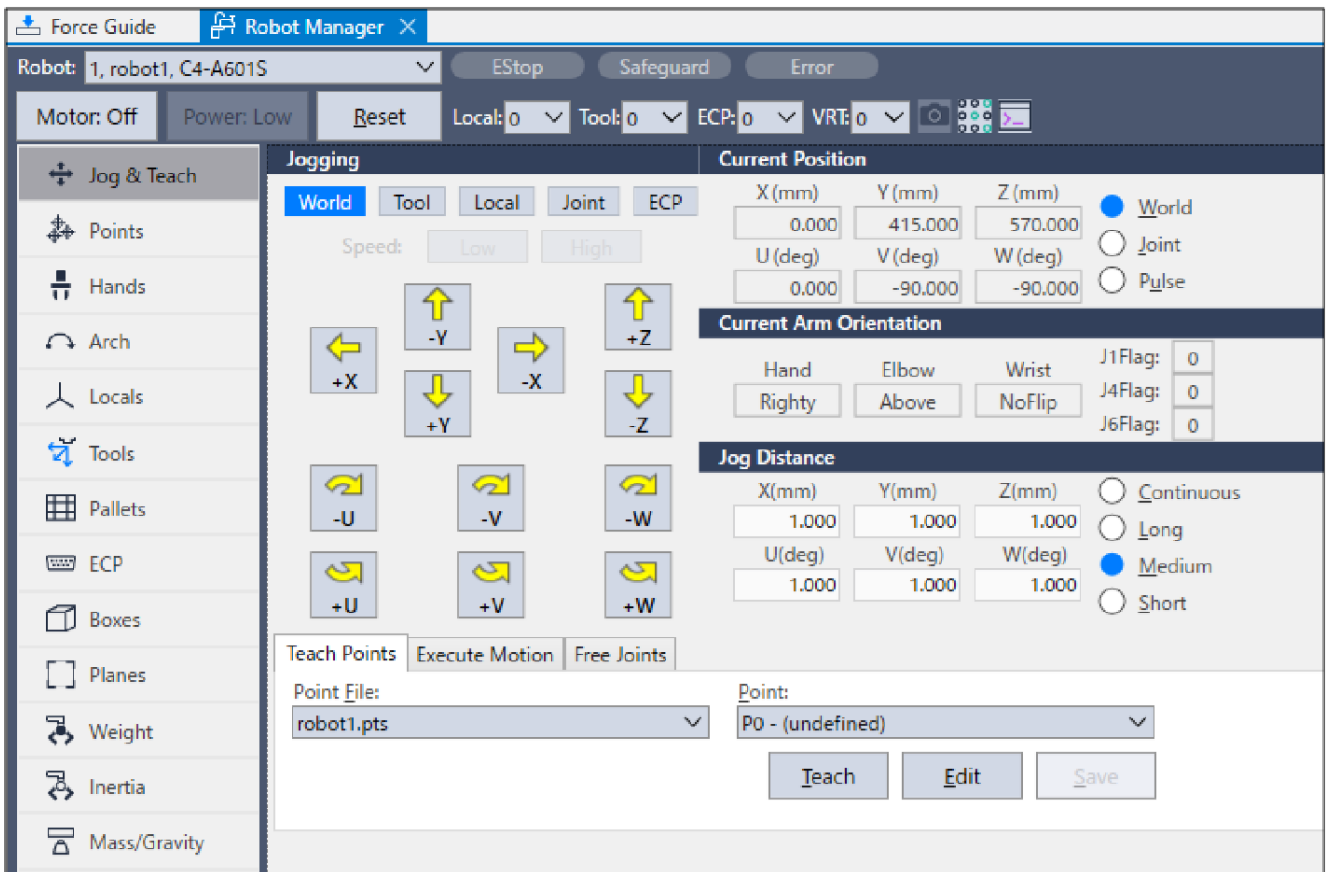 Force Guide
Robot Manager
Robot: 1, robot1, C4-A601S
EStop
Safeguard
Error
Motor: Off
Power: Low
Reset
Local: 0
Tool: 0
ECP: 0
VRT: 0
Jog & Teach
Points
Hands
Arch
Locals
Tools
Pallets
ECP
Boxes
Planes
Weight
Inertia
Mass/Gravity
Jogging
World
Tool
Local
Joint
ECP
Speed:
Low
High
-Y
+Z
+X
-X
+Y
-Z
-U
-V
-W
+U
+V
+W
Current Position
X (mm)
Y (mm)
Z (mm)
0.000
415.000
570.000
U (deg)
V (deg)
W (deg)
0.000
-90.000
-90.000
World
Joint
Pulse
Current Arm Orientation
Hand
Elbow
Wrist
Righty
Above
NoFlip
J1Flag: 0
J4Flag: 0
J6Flag: 0
Jog Distance
X(mm)
Y(mm)
Z(mm)
1.000
1.000
1.000
U(deg)
V(deg)
W(deg)
1.000
1.000
1.000
Continuous
Long
Medium
Short
Teach Points
Execute Motion
Free Joints
Point File:
robot1.pts
Point:
P0 - (undefined)
Teach
Edit
Save